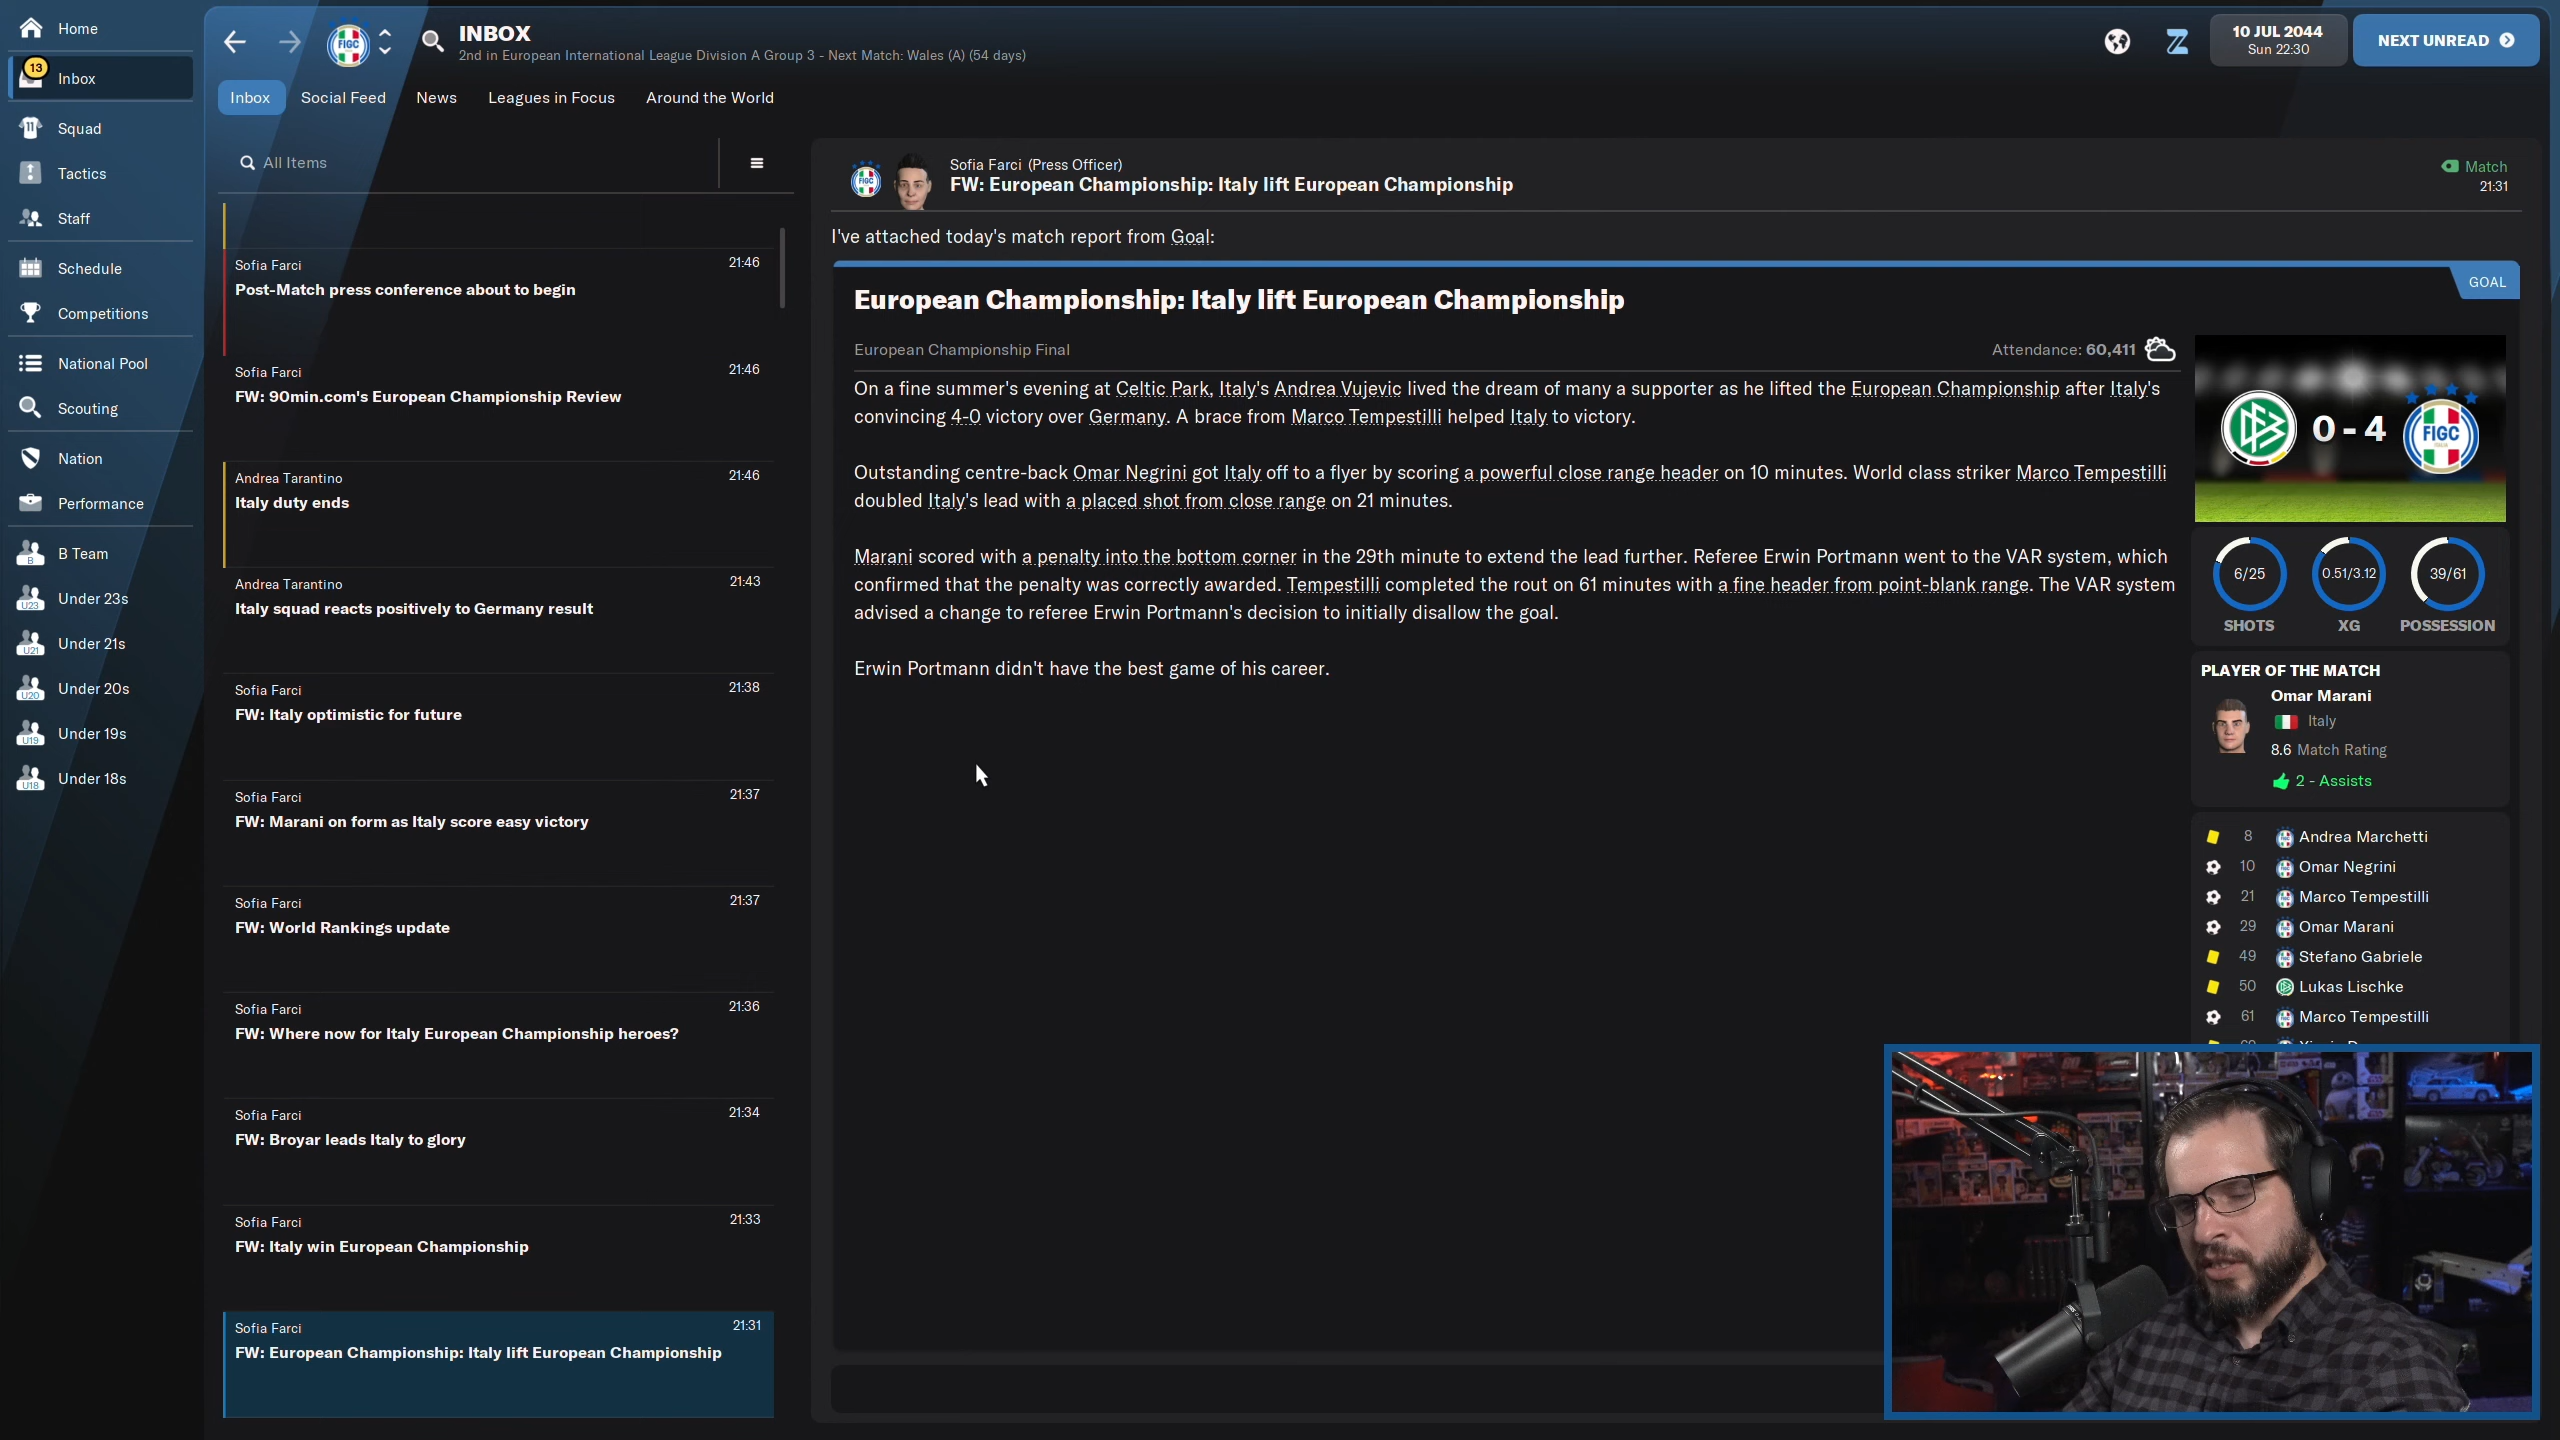 Home
13
Inbox
Squad
Tactics
Staff
Schedule
Competitions
National Pool
Scouting
Nation
Performance
B
B Team
U23
Under 23s
U21
Under 21s
U20
Under 20s
U19
Under 19s
U18
Under 18s
FIGC
INBOX
2nd in European International League Division A Group 3 - Next Match: Wales (A) (54 days)
10 JUL 2044
Sun 22:30
NEXT UNREAD
Inbox
Social Feed
News
Leagues in Focus
Around the World
All Items
Sofia Farci
21:46
Post-Match press conference about to begin
Sofia Farci
21:46
FW: 90min.com's European Championship Review
Andrea Tarantino
21:46
Italy duty ends
Andrea Tarantino
21:43
Italy squad reacts positively to Germany result
Sofia Farci
21:38
FW: Italy optimistic for future
Sofia Farci
21:37
FW: Marani on form as Italy score easy victory
Sofia Farci
21:37
FW: World Rankings update
Sofia Farci
21:36
FW: Where now for Italy European Championship heroes?
Sofia Farci
21:34
FW: Broyar leads Italy to glory
Sofia Farci
21:33
FW: Italy win European Championship
Sofia Farci
21:31
FW: European Championship: Italy lift European Championship
FIGC
Sofia Farci (Press Officer)
FW: European Championship: Italy lift European Championship
Match
21:31
I've attached today's match report from Goal:
GOAL
European Championship: Italy lift European Championship
European Championship Final
Attendance: 60,411
On a fine summer's evening at Celtic Park, Italy's Andrea Vujevic lived the dream of many a supporter as he lifted the European Championship after Italy's
convincing 4-0 victory over Germany. A brace from Marco Tempestilli helped Italy to victory.
Outstanding centre-back Omar Negrini got Italy off to a flyer by scoring a powerful close range header on 10 minutes. World class striker Marco Tempestilli
doubled Italy's lead with a placed shot from close range on 21 minutes.
Marani scored with a penalty into the bottom corner in the 29th minute to extend the lead further. Referee Erwin Portmann went to the VAR system, which
confirmed that the penalty was correctly awarded. Tempestilli completed the rout on 61 minutes with a fine header from point-blank range. The VAR system
advised a change to referee Erwin Portmann's decision to initially disallow the goal.
Erwin Portmann didn't have the best game of his career.
0 - 4
FIGC
6/25
0.51/3.12
39/61
SHOTS
XG
POSSESSION
PLAYER OF THE MATCH
Omar Marani
Italy
8.6 Match Rating
2 - Assists
8 Andrea Marchetti
10 Omar Negrini
21 Marco Tempestilli
29 Omar Marani
49 Stefano Gabriele
50 Lukas Lischke
61 Marco Tempestilli